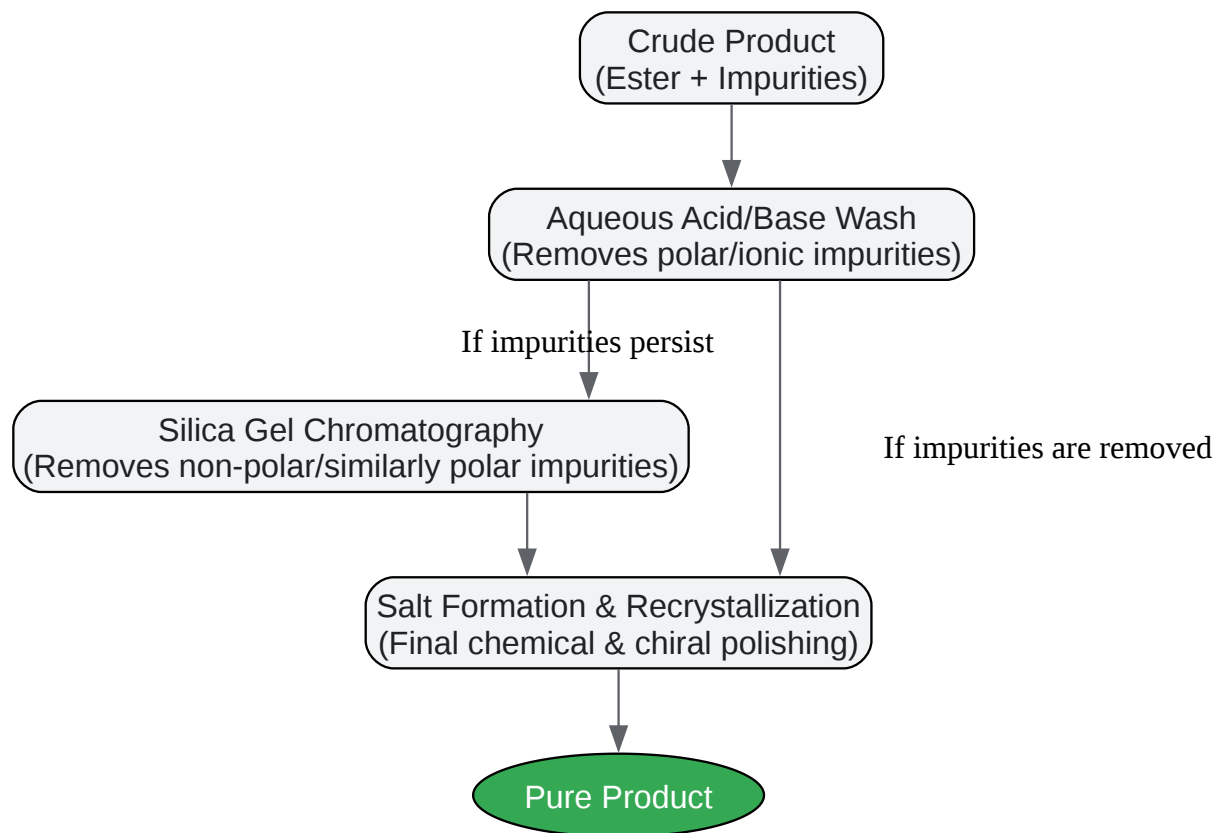 Crude Product
(Ester + Impurities)
Aqueous Acid/Base Wash
(Removes polar/ionic impurities)
If impurities persist
Silica Gel Chromatography
(Removes non-polar/similarly polar impurities)
If impurities are removed
Salt Formation & Recrystallization
(Final chemical & chiral polishing)
Pure Product